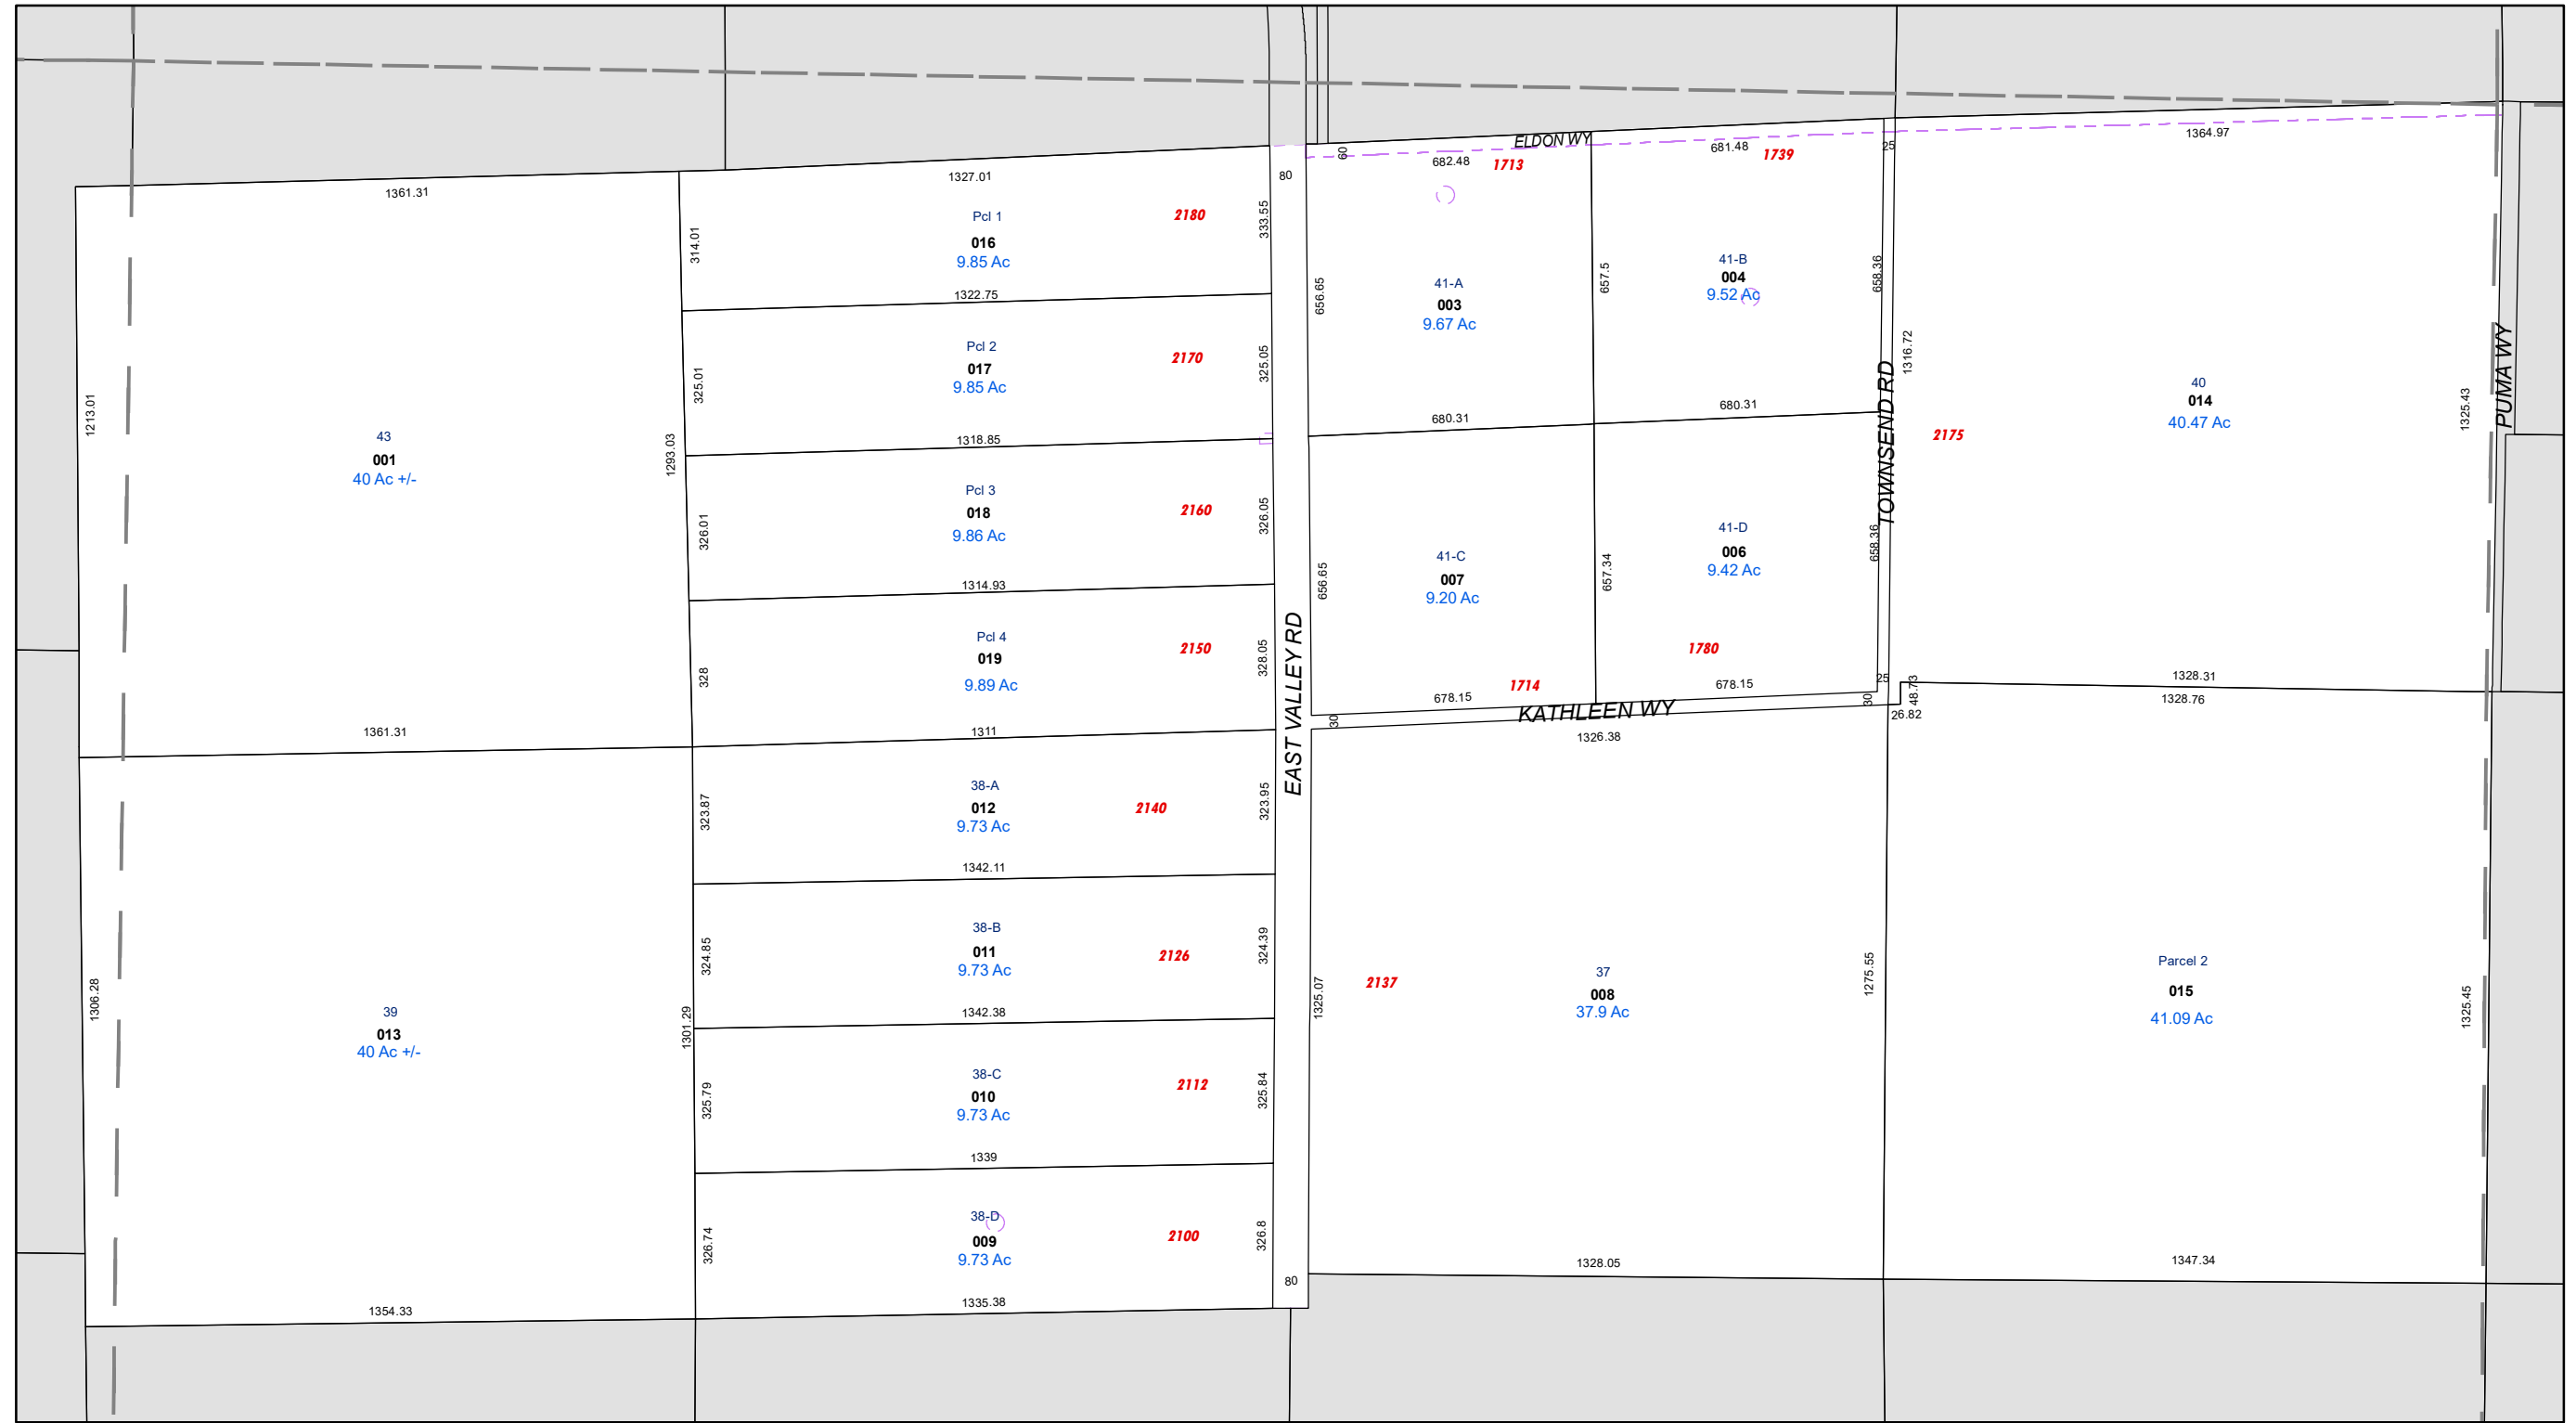 ELDON WY
1364.97
60
682.48
1713
681.48
1739
25
80
1361.31
1327.01
Pcl 1
016
9.85 Ac
2180
314.01
333.55
1322.75
Pcl 2
017
9.85 Ac
2170
325.01
325.05
1318.85
Pcl 3
018
9.86 Ac
2160
326.01
326.05
1314.93
Pcl 4
019
9.89 Ac
2150
328
328.05
1311
43
001
40 Ac +/-
1213.01
1293.03
1361.31
41-A
003
9.67 Ac
656.65
657.5
680.31
41-B
004
9.52 Ac
658.36
680.31
41-C
007
9.20 Ac
656.65
657.34
1714
678.15
41-D
006
9.42 Ac
658.36
1780
678.15
25
30
30
TOWNSEND RD
1316.72
2175
40
014
40.47 Ac
1325.43
PUMA WY
1328.31
1328.76
48.73
26.82
KATHLEEN WY
1326.38
EAST VALLEY RD
38-A
012
9.73 Ac
2140
323.87
323.95
1342.11
38-B
011
9.73 Ac
2126
324.85
324.39
1342.38
38-C
010
9.73 Ac
2112
325.79
325.84
1339
38-D
009
9.73 Ac
2100
326.74
326.8
1335.38
80
39
013
40 Ac +/-
1306.28
1301.29
1354.33
2137
37
008
37.9 Ac
1325.07
1275.55
1328.05
Parcel 2
015
41.09 Ac
1325.45
1347.34